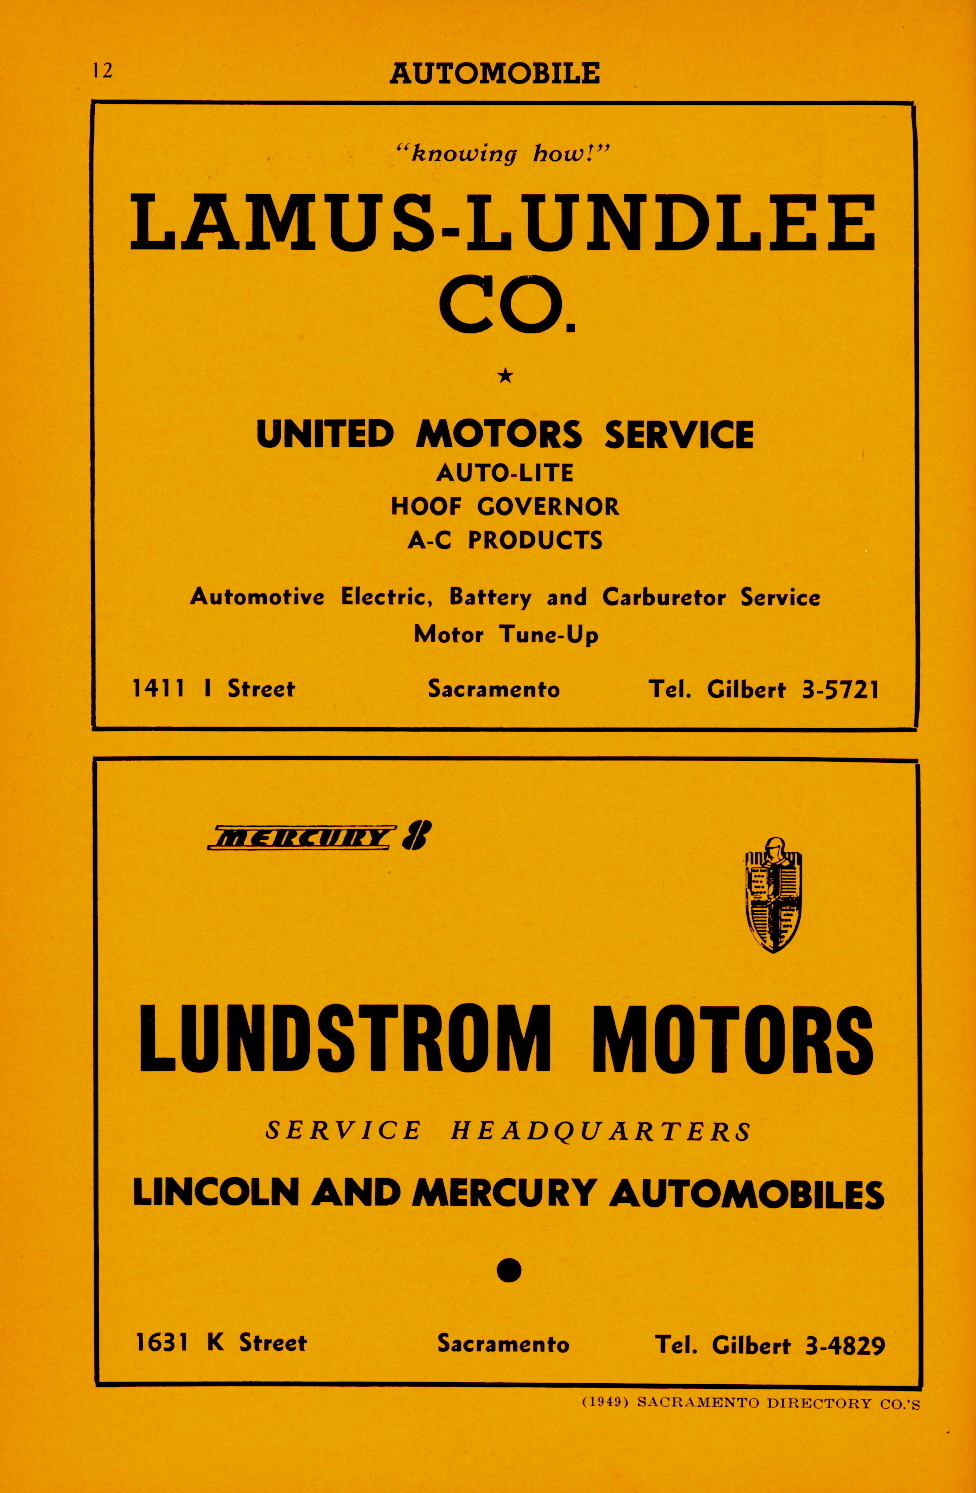 12
AUTOMOBILE
“knowing how!”
LAMUS-LUNDLEE
CO.
★
UNITED MOTORS SERVICE
AUTO-LITE
HOOF GOVERNOR
A-C PRODUCTS
Automotive Electric, Battery and Carburetor Service
Motor Tune-Up
1411 I Street Sacramento Tel. Gilbert 3-5721
MERCURY 8
LUNDSTROM MOTORS
SERVICE HEADQUARTERS
LINCOLN AND MERCURY AUTOMOBILES
●
1631 K Street Sacramento Tel. Gilbert 3-4829
(1949) SACRAMENTO DIRECTORY CO.'S